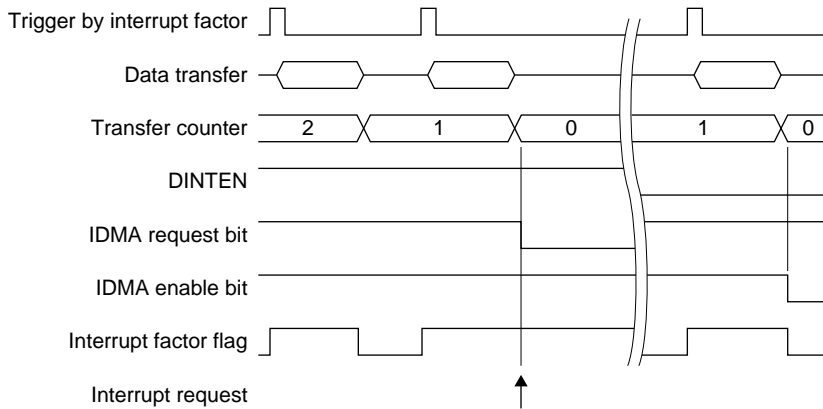 Trigger by interrupt factor
Data transfer
Transfer counter 2 1 0 1 0
DINTEN
IDMA request bit
IDMA enable bit
Interrupt factor flag
Interrupt request